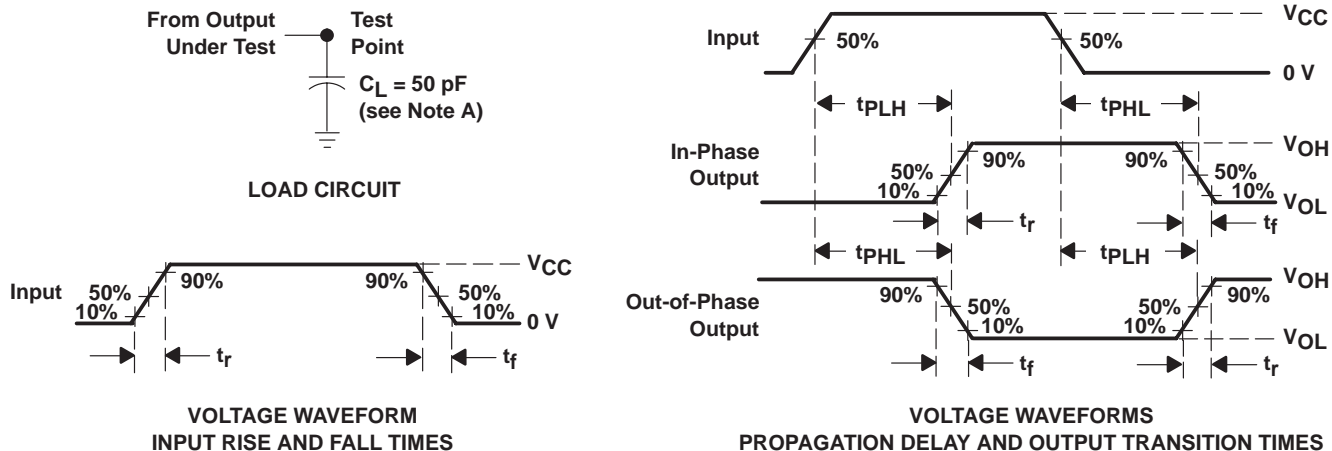 From Output
Under Test
Test
Point
CL = 50 pF
(see Note A)
LOAD CIRCUIT
Input
50%
10%
90%
90%
50%
10%
VCC
0 V
tr
tf
VOLTAGE WAVEFORM
INPUT RISE AND FALL TIMES
Input
50%
50%
VCC
0 V
tPLH
tPHL
In-Phase
Output
50%
10%
90%
90%
50%
10%
VOH
VOL
tr
tf
tPHL
tPLH
Out-of-Phase
Output
90%
50%
10%
50%
10%
90%
VOH
VOL
tf
tr
VOLTAGE WAVEFORMS
PROPAGATION DELAY AND OUTPUT TRANSITION TIMES